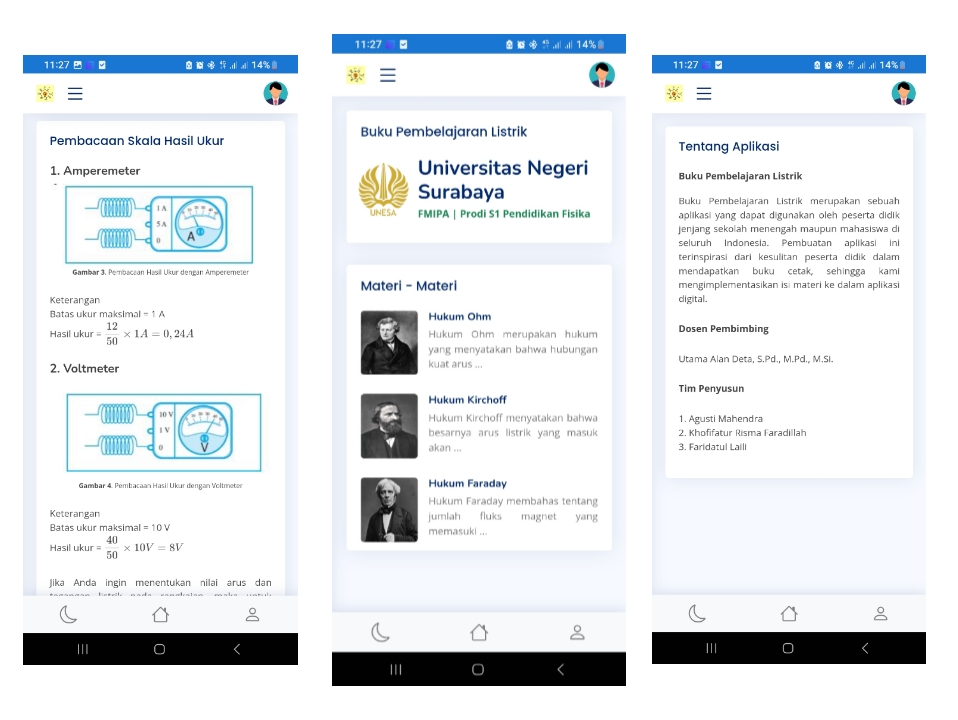 11:27
14%
Pembacaan Skala Hasil Ukur
1. Amperemeter
1 A
5 A
0
A
Gambar 3. Pembacaan Hasil Ukur dengan Amperemeter
Keterangan
Batas ukur maksimal = 1 A
Hasil ukur = 12/50 × 1A = 0, 24A
2. Voltmeter
10 V
1 V
0
V
Gambar 4. Pembacaan Hasil Ukur dengan Voltmeter
Keterangan
Batas ukur maksimal = 10 V
Hasil ukur = 40/50 × 10V = 8V
Jika Anda ingin menentukan nilai arus dan
tegangan listrik pada rangkaian, maka untuk
11:27
14%
Buku Pembelajaran Listrik
UNESA
Universitas Negeri
Surabaya
FMIPA | Prodi S1 Pendidikan Fisika
Materi - Materi
Hukum Ohm
Hukum Ohm merupakan hukum
yang menyatakan bahwa hubungan
kuat arus ...
Hukum Kirchoff
Hukum Kirchoff menyatakan bahwa
besarnya arus listrik yang masuk
akan ...
Hukum Faraday
Hukum Faraday membahas tentang
jumlah fluks magnet yang
memasuki ...
11:27
14%
Tentang Aplikasi
Buku Pembelajaran Listrik
Buku Pembelajaran Listrik merupakan sebuah
aplikasi yang dapat digunakan oleh peserta didik
jenjang sekolah menengah maupun mahasiswa di
seluruh Indonesia. Pembuatan aplikasi ini
terinspirasi dari kesulitan peserta didik dalam
mendapatkan buku cetak, sehingga kami
mengimplementasikan isi materi ke dalam aplikasi
digital.
Dosen Pembimbing
Utama Alan Deta, S.Pd., M.Pd., M.Si.
Tim Penyusun
1. Agusti Mahendra
2. Khofifatur Risma Faradillah
3. Faridatul Laili